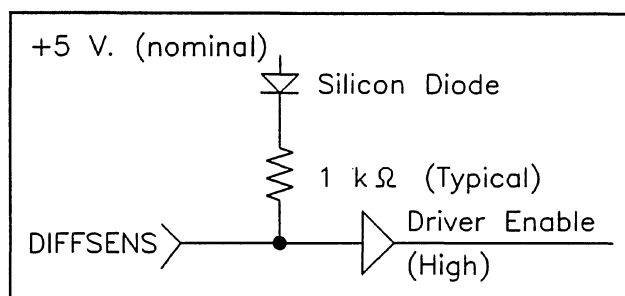 +5 V. (nominal)
Silicon Diode
1 kΩ (Typical)
DIFFSENS
Driver Enable
(High)